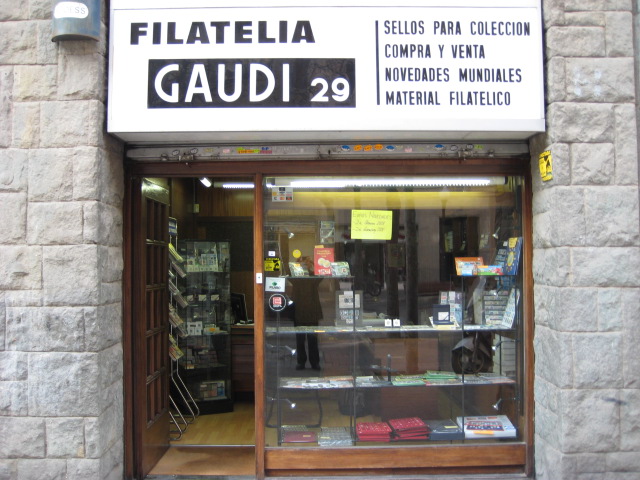 FILATELIA
GAUDI 29
SELLOS PARA COLECCION
COMPRA Y VENTA
NOVEDADES MUNDIALES
MATERIAL FILATELICO